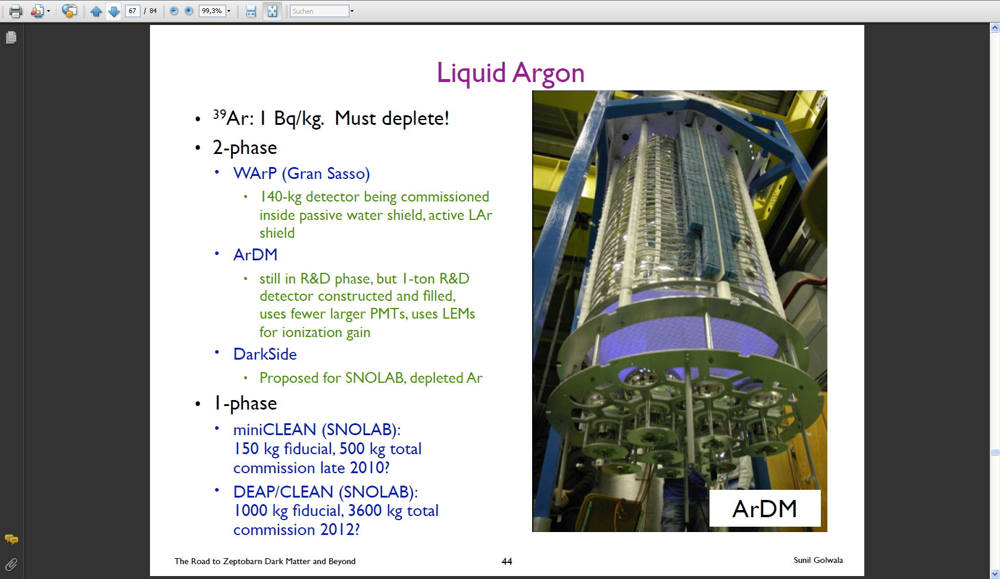 67 / 84 99,3% Suchen
Liquid Argon
• ³⁹Ar: 1 Bq/kg. Must deplete!
• 2-phase
• WArP (Gran Sasso)
• 140-kg detector being commissioned
inside passive water shield, active LAr
shield
• ArDM
• still in R&D phase, but 1-ton R&D
detector constructed and filled,
uses fewer larger PMTs, uses LEMs
for ionization gain
• DarkSide
• Proposed for SNOLAB, depleted Ar
• 1-phase
• miniCLEAN (SNOLAB):
150 kg fiducial, 500 kg total
commission late 2010?
• DEAP/CLEAN (SNOLAB):
1000 kg fiducial, 3600 kg total
commission 2012?
ArDM
The Road to Zeptobarn Dark Matter and Beyond 44 Sunil Golwala